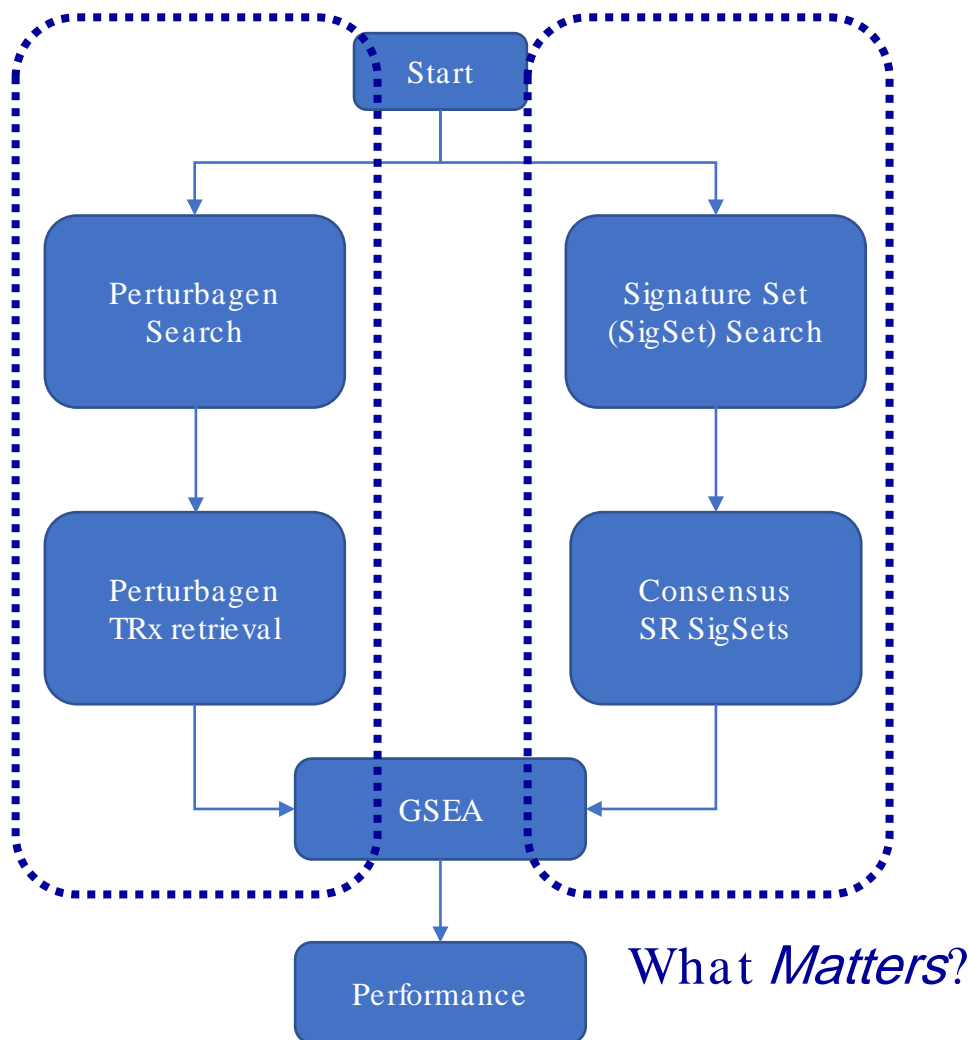 Start
Perturbagen
Search
Signature Set
(SigSet) Search
Perturbagen
TRx retrieval
Consensus
SR SigSets
GSEA
Performance
What Matters?